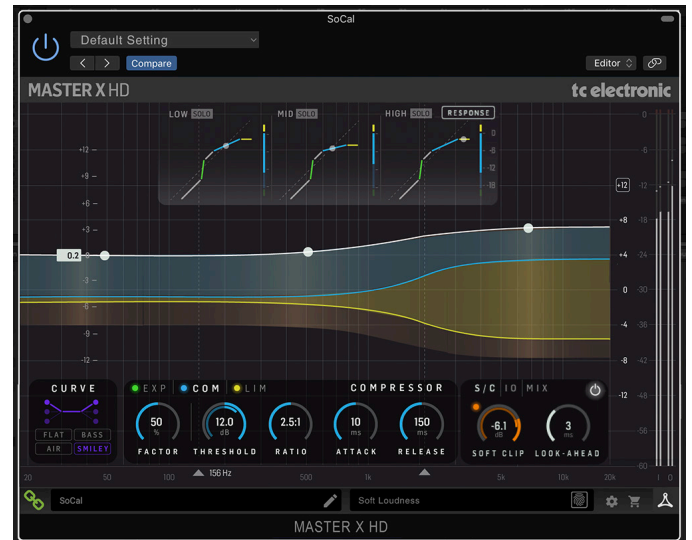 SoCal
Default Setting
Compare
Editor
MASTER X HD
tc electronic
LOW SOLO
MID SOLO
HIGH SOLO
RESPONSE
0
-6
-12
-18
+12
+9
+6
+3
0.2
-3
-6
-9
-12
+12
+8
+4
0
-4
-8
-12
0
-6
-12
-18
-24
-30
-36
-42
-48
-56
-60
CURVE
FLAT BASS
AIR SMILEY
EXP COM LIM
COMPRESSOR
50
%
FACTOR
12.0
dB
THRESHOLD
2.5:1
RATIO
10
ms
ATTACK
150
ms
RELEASE
S/C IO MIX
-6.1
dB
SOFT CLIP
3
ms
LOOK-AHEAD
20 50 100 156 Hz 500 1k 5k 10k 20k I O
SoCal
Soft Loudness
MASTER X HD